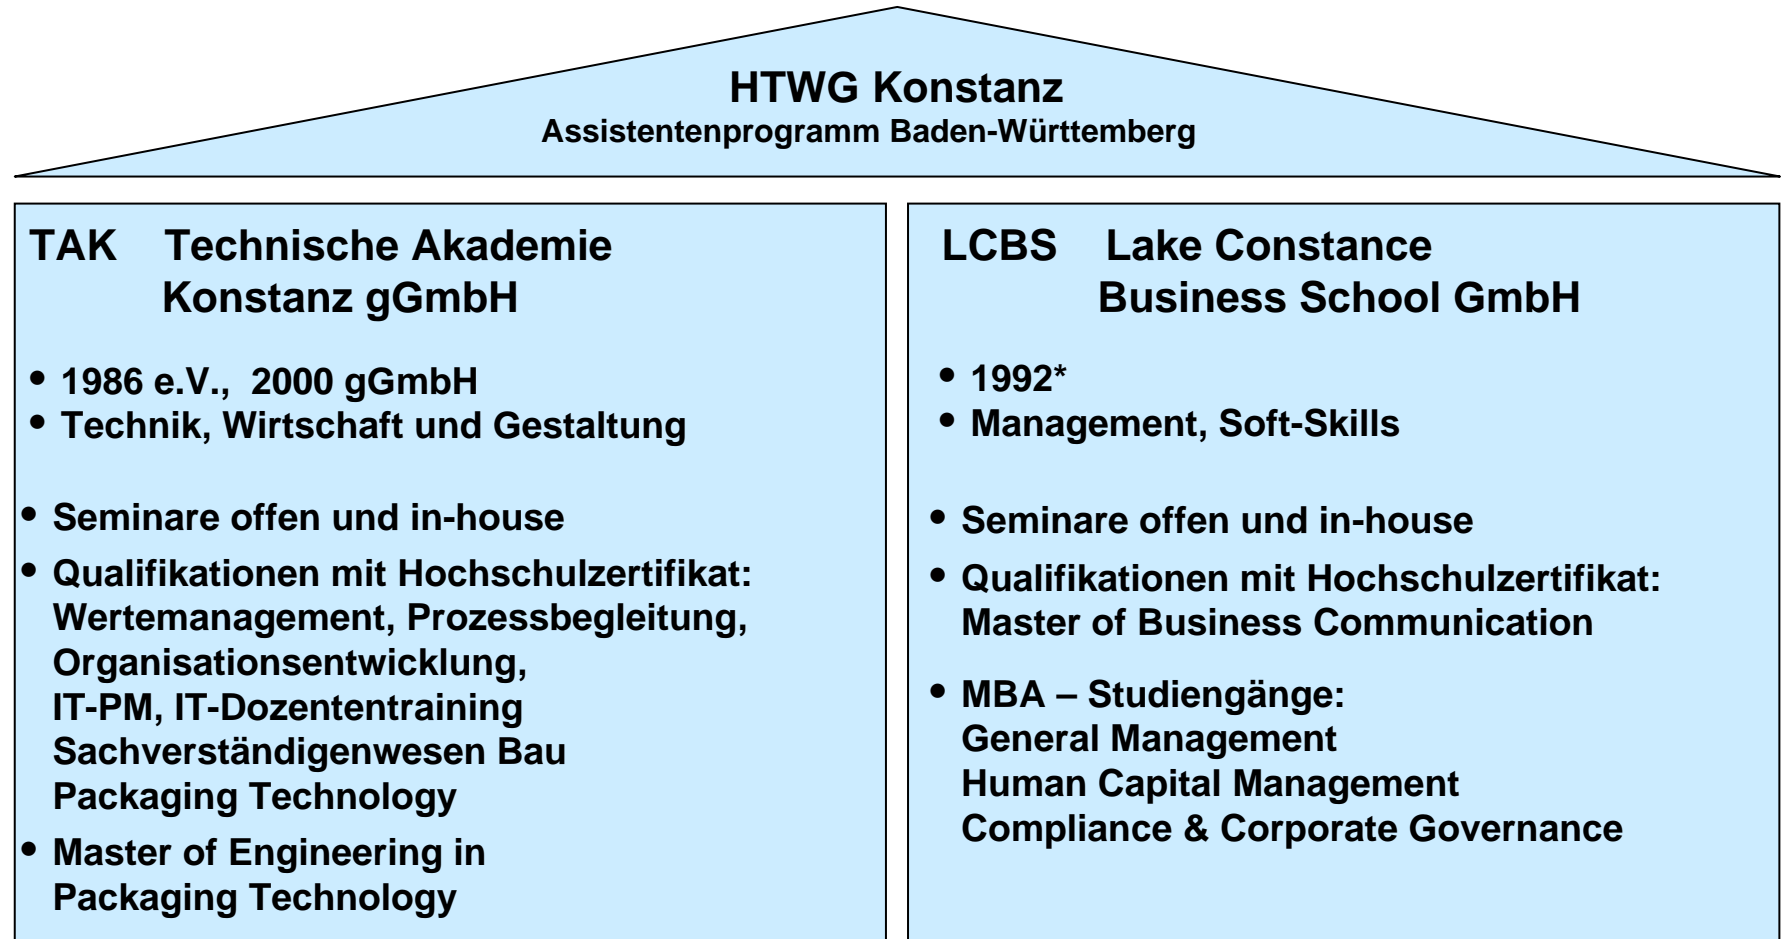 HTWG Konstanz
Assistentenprogramm Baden-Württemberg
TAK Technische Akademie
Konstanz gGmbH
• 1986 e.V., 2000 gGmbH
• Technik, Wirtschaft und Gestaltung
• Seminare offen und in-house
• Qualifikationen mit Hochschulzertifikat:
Wertemanagement, Prozessbegleitung,
Organisationsentwicklung,
IT-PM, IT-Dozententraining
Sachverständigenwesen Bau
Packaging Technology
• Master of Engineering in
Packaging Technology
LCBS Lake Constance
Business School GmbH
• 1992*
• Management, Soft-Skills
• Seminare offen und in-house
• Qualifikationen mit Hochschulzertifikat:
Master of Business Communication
• MBA – Studiengänge:
General Management
Human Capital Management
Compliance & Corporate Governance